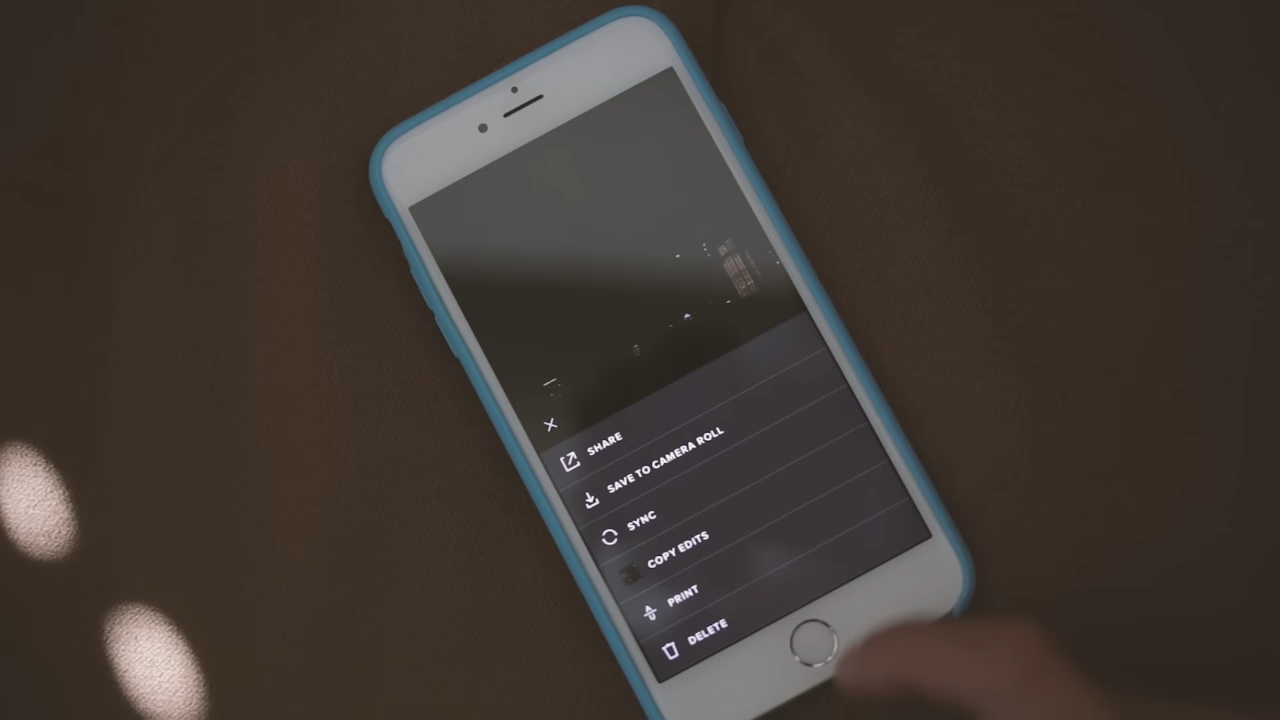 SHARE
SAVE TO CAMERA ROLL
SYNC
COPY EDITS
PRINT
DELETE